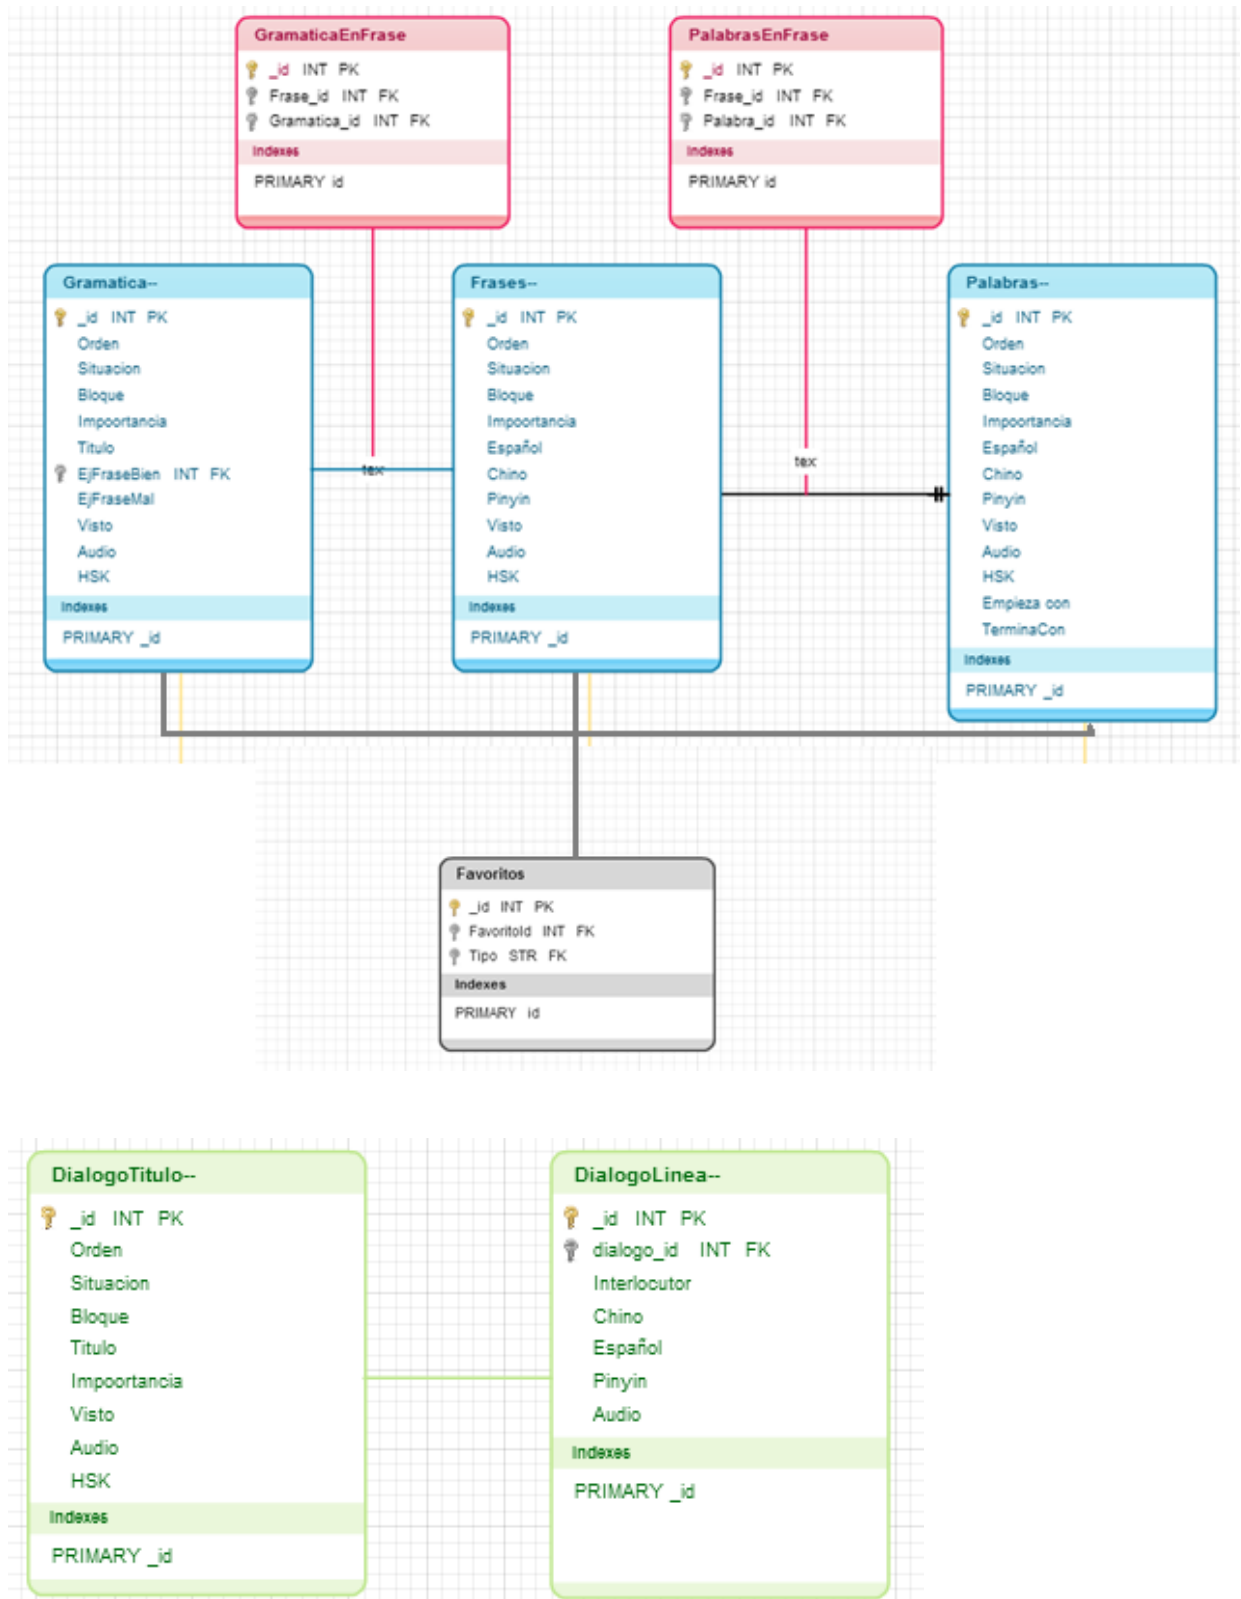 GramaticaEnFrase
_id INT PK
Frase_id INT FK
Gramatica_id INT FK
Indexes
PRIMARY id
PalabrasEnFrase
_id INT PK
Frase_id INT FK
Palabra_id INT FK
Indexes
PRIMARY id
Gramatica--
_id INT PK
Orden
Situacion
Bloque
Impoortancia
Titulo
EjFraseBien INT FK
EjFraseMal
Visto
Audio
HSK
Indexes
PRIMARY _id
tex
Frases--
_id INT PK
Orden
Situacion
Bloque
Impoortancia
Español
Chino
Pinyin
Visto
Audio
HSK
Indexes
PRIMARY _id
tex
Palabras--
_id INT PK
Orden
Situacion
Bloque
Impoortancia
Español
Chino
Pinyin
Visto
Audio
HSK
Empieza con
TerminaCon
Indexes
PRIMARY _id
Favoritos
_id INT PK
FavoritoId INT FK
Tipo STR FK
Indexes
PRIMARY id
DialogoTitulo--
_id INT PK
Orden
Situacion
Bloque
Titulo
Impoortancia
Visto
Audio
HSK
Indexes
PRIMARY _id
DialogoLinea--
_id INT PK
dialogo_id INT FK
Interlocutor
Chino
Español
Pinyin
Audio
Indexes
PRIMARY _id